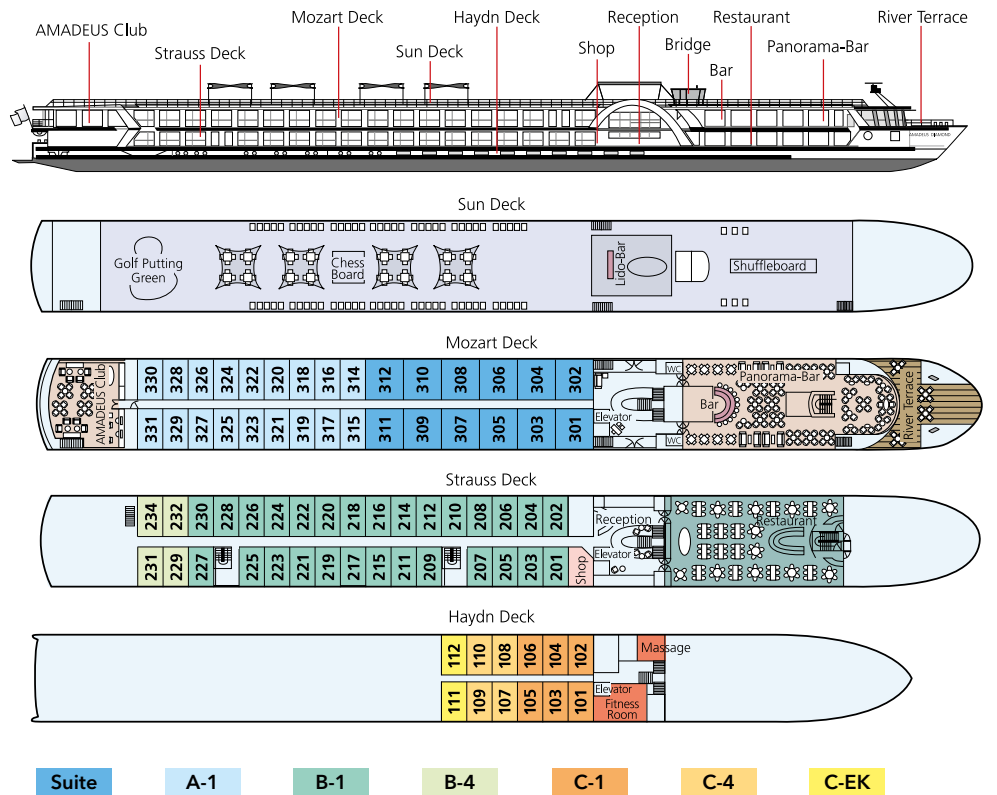 AMADEUS Club
Strauss Deck
Mozart Deck
Sun Deck
Haydn Deck
Shop
Reception
Bridge
Restaurant
Bar
Panorama-Bar
River Terrace
AMADEUS DIAMOND
Sun Deck
Golf Putting
Green
Chess
Board
Lido-Bar
Shuffleboard
Mozart Deck
AMADEUS Club
330 328 326 324 322 320 318 316 314 312 310 308 306 304 302
331 329 327 325 323 321 319 317 315 311 309 307 305 303 301
Elevator
WC
WC
Bar
Panorama-Bar
River Terrace
Strauss Deck
234 232 230 228 226 224 222 220 218 216 214 212 210 208 206 204 202
231 229 227 225 223 221 219 217 215 211 209 207 205 203 201
Shop
Reception
Elevator
Restaurant
Haydn Deck
112 110 108 106 104 102
111 109 107 105 103 101
Massage
Elevator
Fitness
Room
Suite A-1 B-1 B-4 C-1 C-4 C-EK